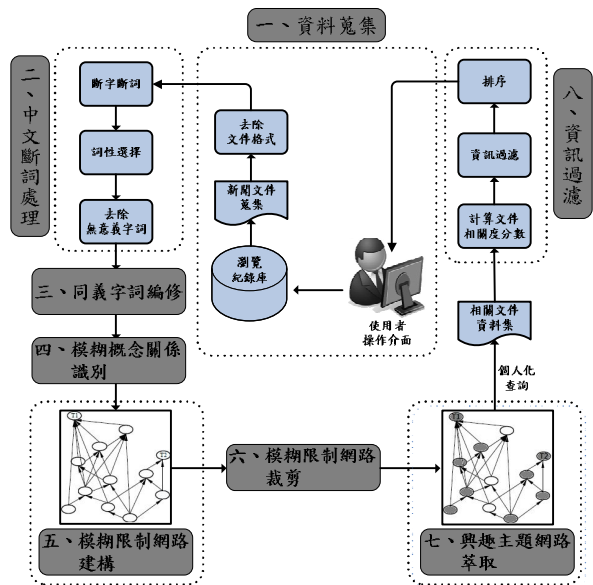 一、資料蒐集
二、中文斷詞處理
斷字斷詞
詞性選擇
去除
無意義字詞
去除
文件格式
新聞文件
蒐集
瀏覽
紀錄庫
使用者
操作介面
排序
資訊過濾
計算文件
相關度分數
八、資訊過濾
相關文件
資料集
個人化
查詢
三、同義字詞編修
四、模糊概念關係
識別
T1
T2
五、模糊限制網路
建構
六、模糊限制網路
裁剪
T1
T2
七、興趣主題網路
萃取